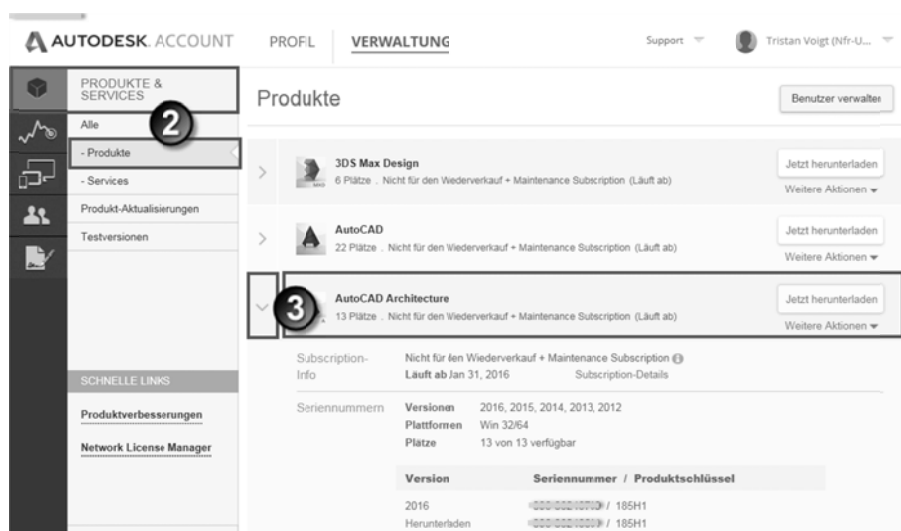 AUTODESK. ACCOUNT
PROFIL
VERWALTUNG
Support
Tristan Voigt (Nfr-U...
PRODUKTE &
SERVICES
Alle
2
- Produkte
- Services
Produkt-Aktualisierungen
Testversionen
SCHNELLE LINKS
Produktverbesserungen
Network License Manager
Produkte
Benutzer verwalten
3DS Max Design
6 Plätze . Nicht für den Wiederverkauf + Maintenance Subscription (Läuft ab)
Jetzt herunterladen
Weitere Aktionen
AutoCAD
22 Plätze . Nicht für den Wiederverkauf + Maintenance Subscription (Läuft ab)
Jetzt herunterladen
Weitere Aktionen
3
AutoCAD Architecture
13 Plätze . Nicht für den Wiederverkauf + Maintenance Subscription (Läuft ab)
Jetzt herunterladen
Weitere Aktionen
Subscription-
Info
Nicht für den Wiederverkauf + Maintenance Subscription
Läuft ab Jan 31, 2016 Subscription-Details
Seriennummern
Versionen 2016, 2015, 2014, 2013, 2012
Plattformen Win 32/64
Plätze 13 von 13 verfügbar
Version Seriennummer / Produktschlüssel
2016 / 185H1
Herunterladen / 185H1